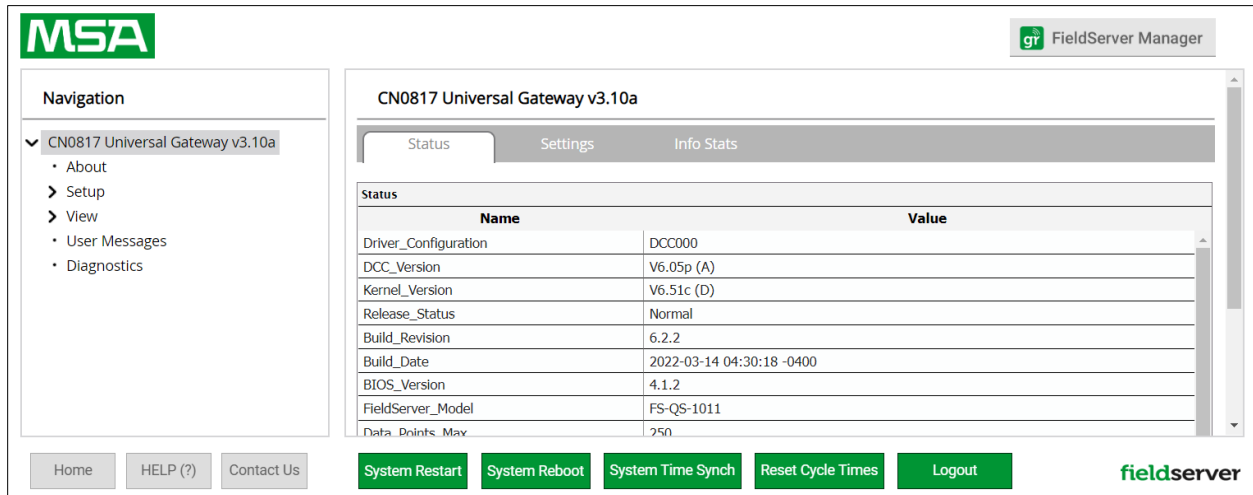 MSA
gr FieldServer Manager
Navigation
CN0817 Universal Gateway v3.10a
About
Setup
View
User Messages
Diagnostics
CN0817 Universal Gateway v3.10a
Status Settings Info Stats
Status
Name Value
Driver_Configuration DCC000
DCC_Version V6.05p (A)
Kernel_Version V6.51c (D)
Release_Status Normal
Build_Revision 6.2.2
Build_Date 2022-03-14 04:30:18 -0400
BIOS_Version 4.1.2
FieldServer_Model FS-QS-1011
Data_Points_Max 250
Home HELP (?) Contact Us System Restart System Reboot System Time Synch Reset Cycle Times Logout fieldserver